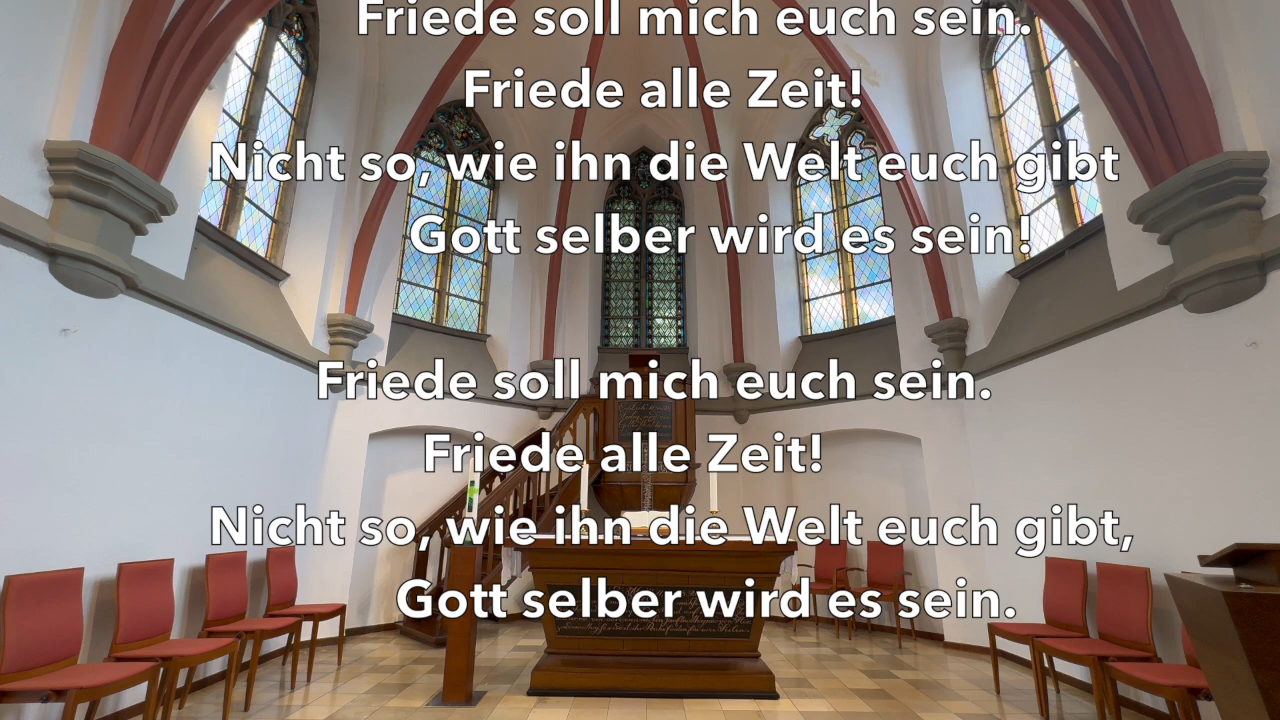 Friede soll mich euch sein.
Friede alle Zeit!
Nicht so, wie ihn die Welt euch gibt
Gott selber wird es sein!
Friede soll mich euch sein.
Friede alle Zeit!
Nicht so, wie ihn die Welt euch gibt,
Gott selber wird es sein.